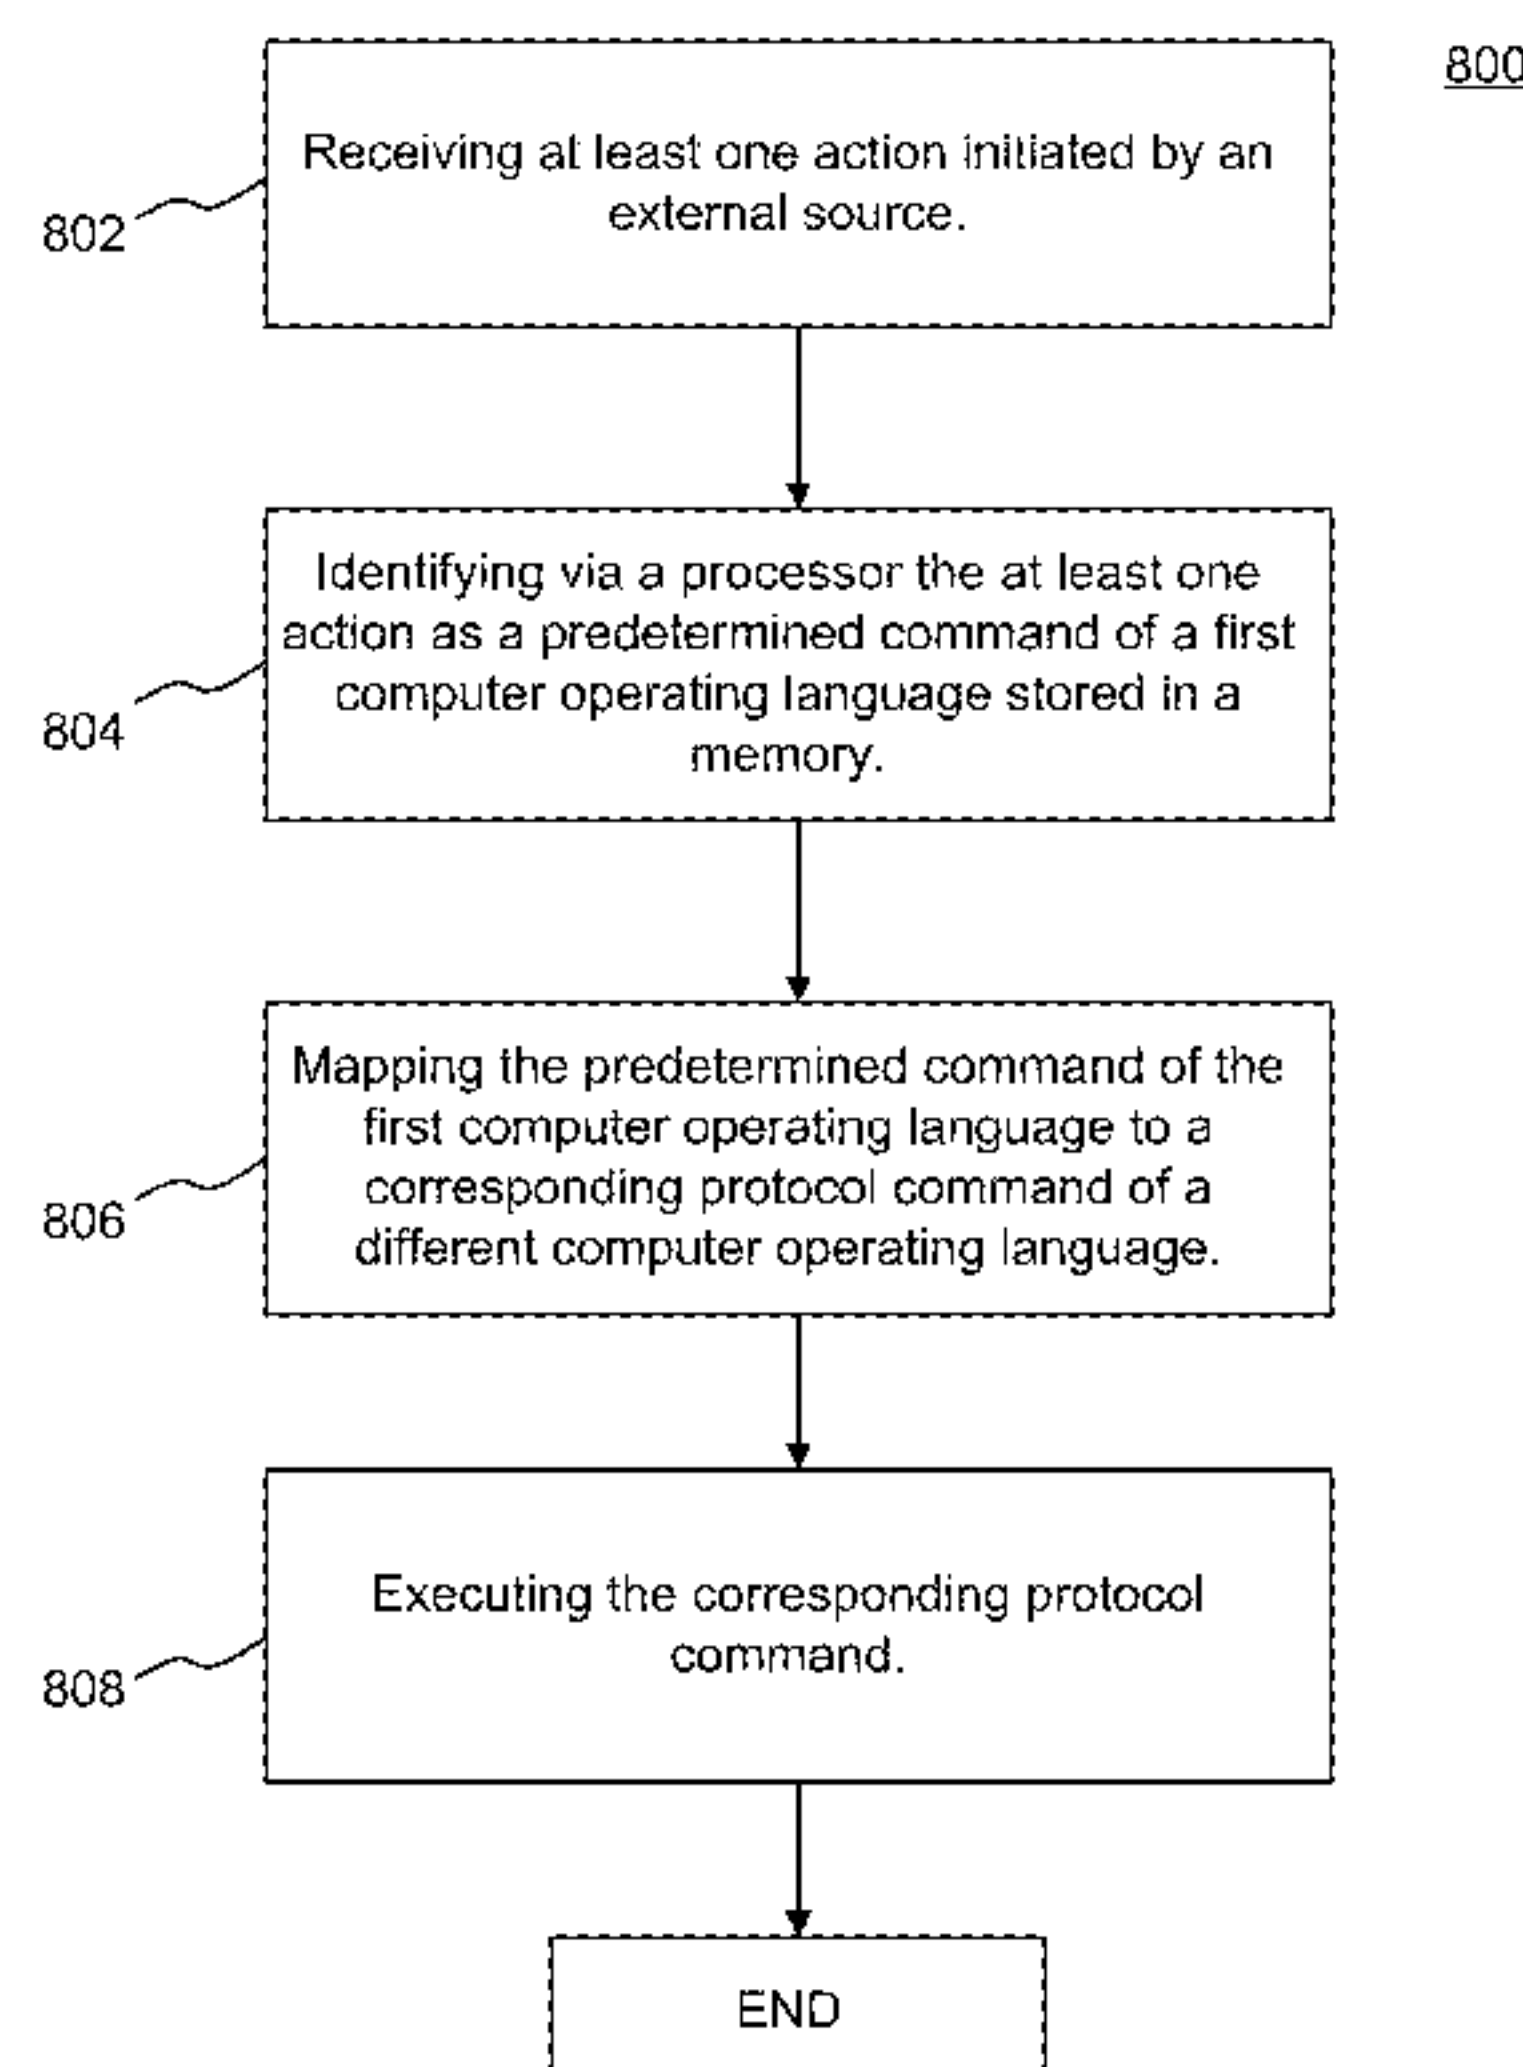 800
Receiving at least one action initiated by an
external source.
802
Identifying via a processor the at least one
action as a predetermined command of a first
computer operating language stored in a
memory.
804
Mapping the predetermined command of the
first computer operating language to a
corresponding protocol command of a
different computer operating language.
806
Executing the corresponding protocol
command.
808
END